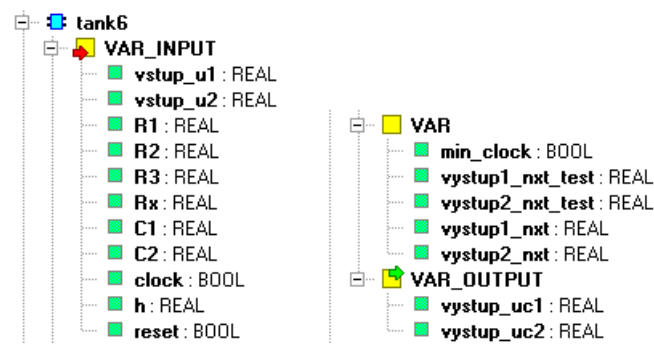 tank6
VAR_INPUT
vstup_u1 : REAL
vstup_u2 : REAL
R1 : REAL
R2 : REAL
R3 : REAL
Rx : REAL
C1 : REAL
C2 : REAL
clock : BOOL
h : REAL
reset : BOOL
VAR
min_clock : BOOL
vystup1_nxt_test : REAL
vystup2_nxt_test : REAL
vystup1_nxt : REAL
vystup2_nxt : REAL
VAR_OUTPUT
vystup_uc1 : REAL
vystup_uc2 : REAL